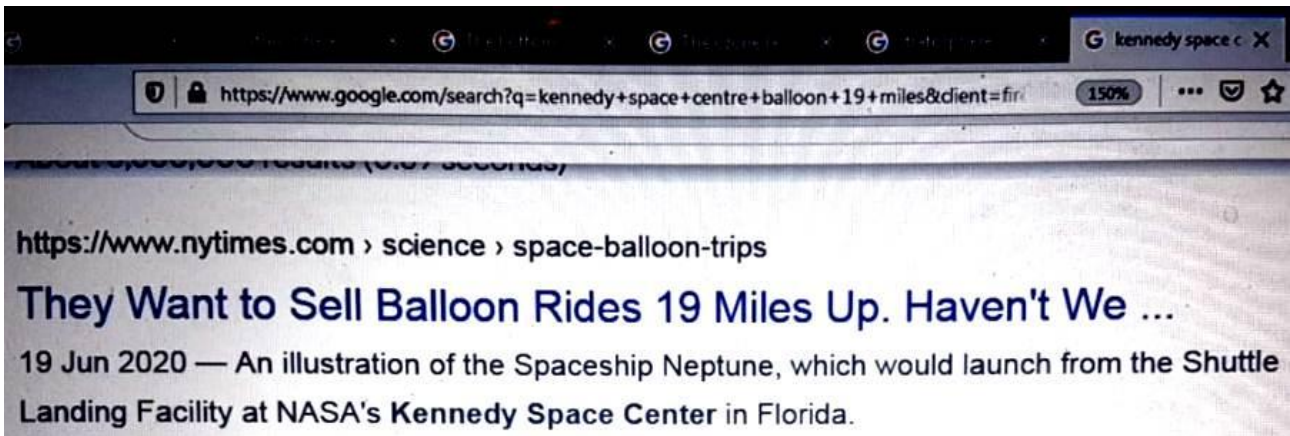 kennedy space c
https://www.google.com/search?q=kennedy+space+centre+balloon+19+miles&client=fir
150%
https://www.nytimes.com › science › space-balloon-trips
They Want to Sell Balloon Rides 19 Miles Up. Haven't We ...
19 Jun 2020 — An illustration of the Spaceship Neptune, which would launch from the Shuttle
Landing Facility at NASA's Kennedy Space Center in Florida.